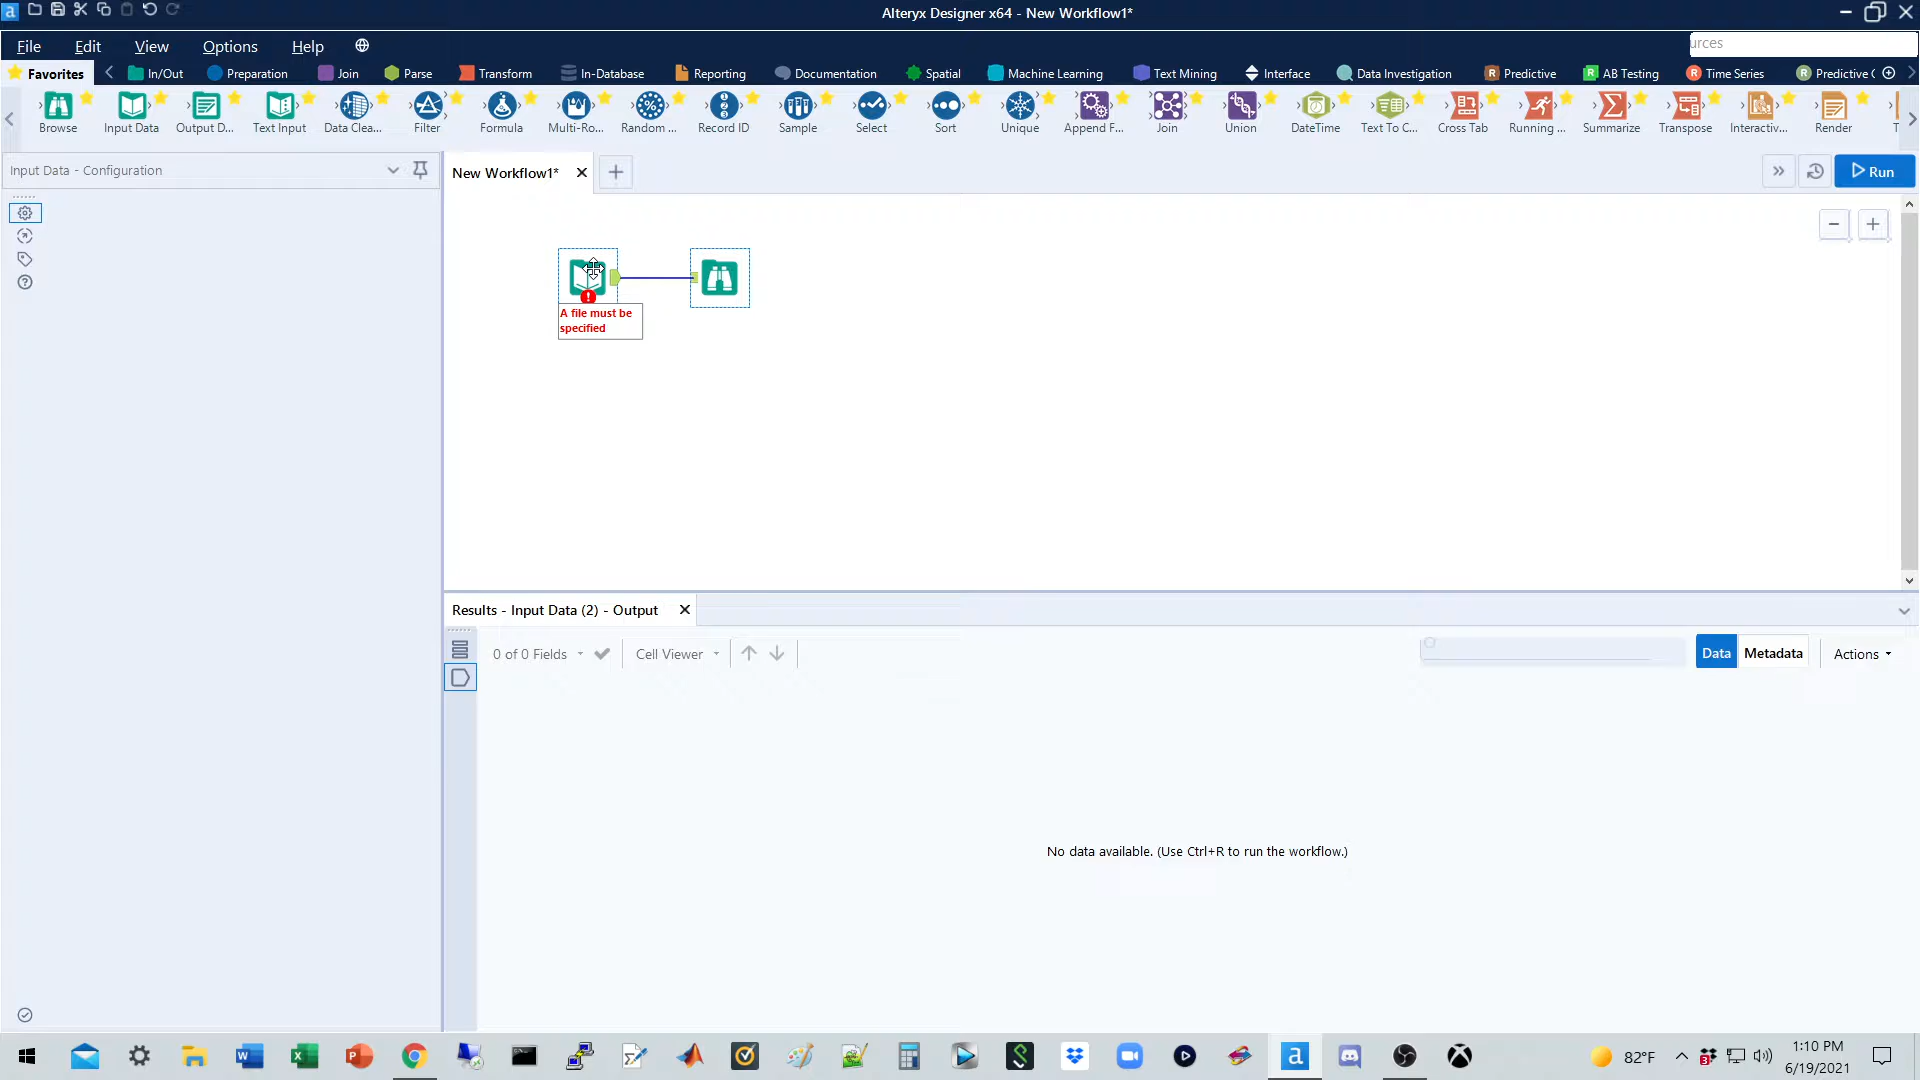 Alteryx Designer x64 - New Workflow1*
File Edit View Options Help
urces
Favorites In/Out Preparation Join Parse Transform In-Database Reporting Documentation Spatial Machine Learning Text Mining Interface Data Investigation Predictive AB Testing Time Series Predictive
Browse Input Data Output D... Text Input Data Clea... Filter Formula Multi-Ro... Random ... Record ID Sample Select Sort Unique Append F... Join Union DateTime Text To C... Cross Tab Running ... Summarize Transpose Interactiv... Render
Input Data - Configuration
New Workflow1*
Run
A file must be
specified
Results - Input Data (2) - Output
0 of 0 Fields Cell Viewer Data Metadata Actions
No data available. (Use Ctrl+R to run the workflow.)
82°F
1:10 PM
6/19/2021